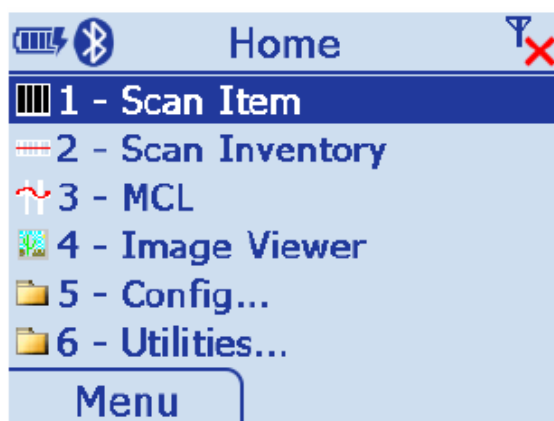 Home
1 - Scan Item
2 - Scan Inventory
3 - MCL
4 - Image Viewer
5 - Config...
6 - Utilities...
Menu